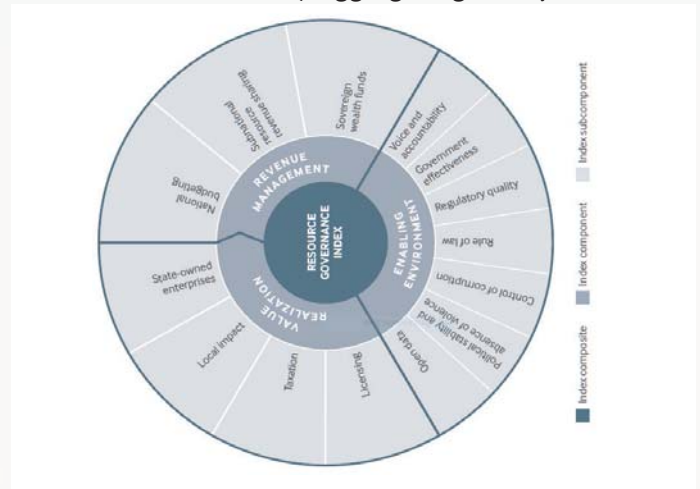 RESOURCE
GOVERNANCE
INDEX
REVENUE
MANAGEMENT
National
budgeting
Subnational
resource
revenue sharing
Sovereign
wealth funds
ENABLING
ENVIRONMENT
Voice and
accountability
Government
effectiveness
Regulatory quality
Rule of law
Control of corruption
Political stability and
absence of violence
Open data
VALUE
REALIZATION
Licensing
Taxation
Local impact
State-owned
enterprises
Index composite
Index component
Index subcomponent